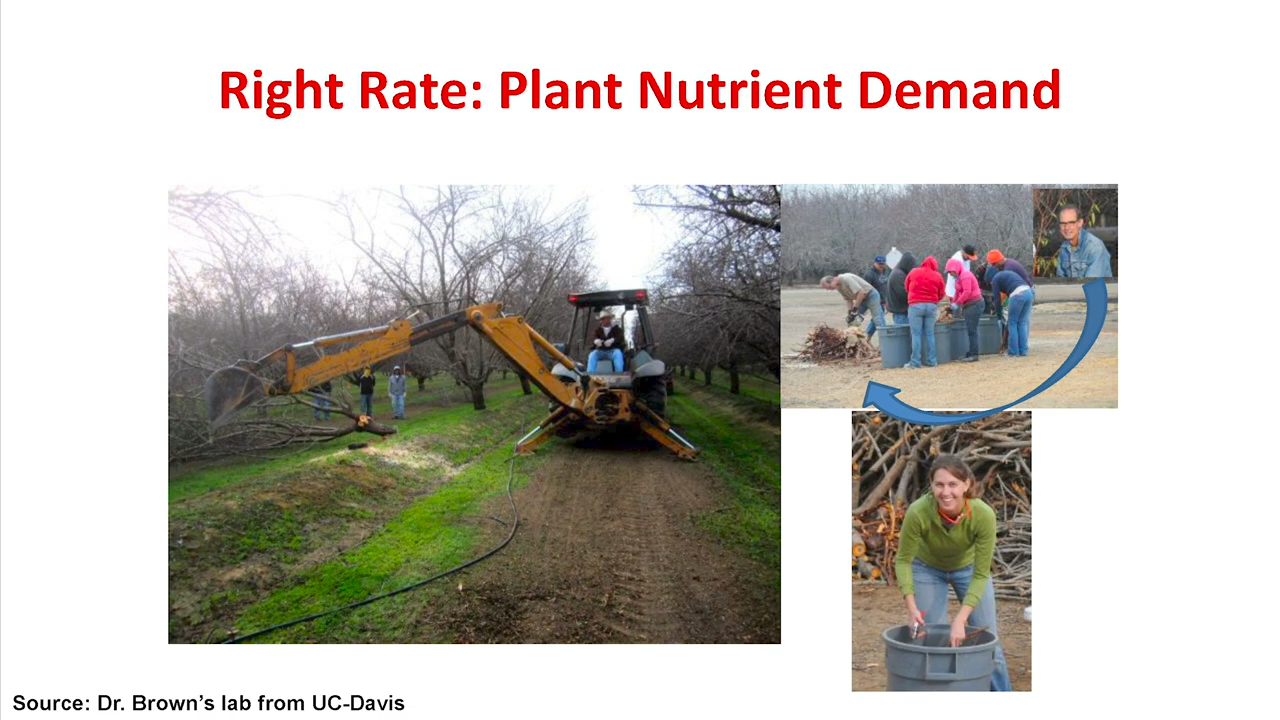 Right Rate: Plant Nutrient Demand
Source: Dr. Brown’s lab from UC-Davis